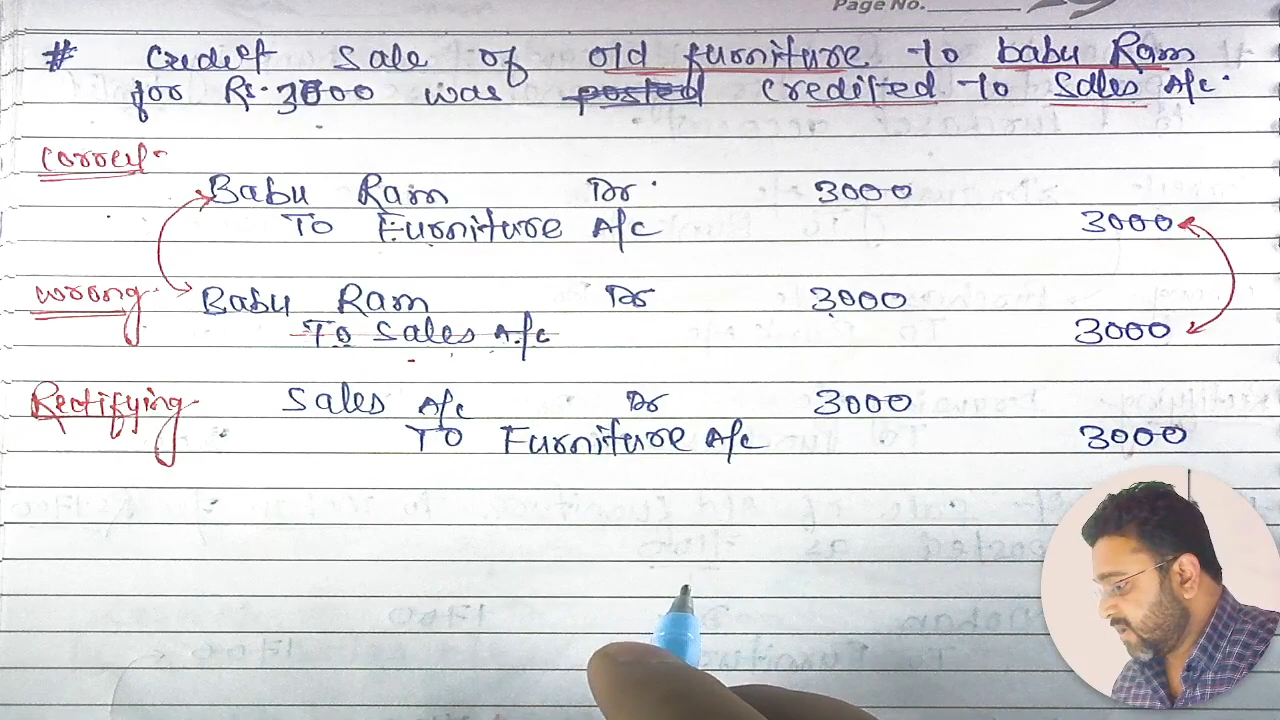 Page No.
# Credit Sale of old furniture to babu Ram
for Rs. 3000 was posted credited to Sales A/c.
Correct
Babu Ram Dr. 3000
To Furniture A/c 3000
wrong
Babu Ram Dr 3000
To Sales A/c 3000
Rectifying Sales A/c Dr 3000
To Furniture A/c 3000